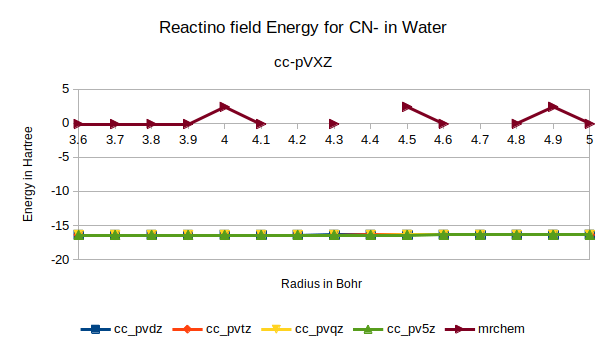 Reactino field Energy for CN- in Water
cc-pVXZ
Energy in Hartree
5
0
-5
-10
-15
-20
3.6 3.7 3.8 3.9 4 4.1 4.2 4.3 4.4 4.5 4.6 4.7 4.8 4.9 5
Radius in Bohr
cc_pvdz cc_pvtz cc_pvqz cc_pv5z mrchem